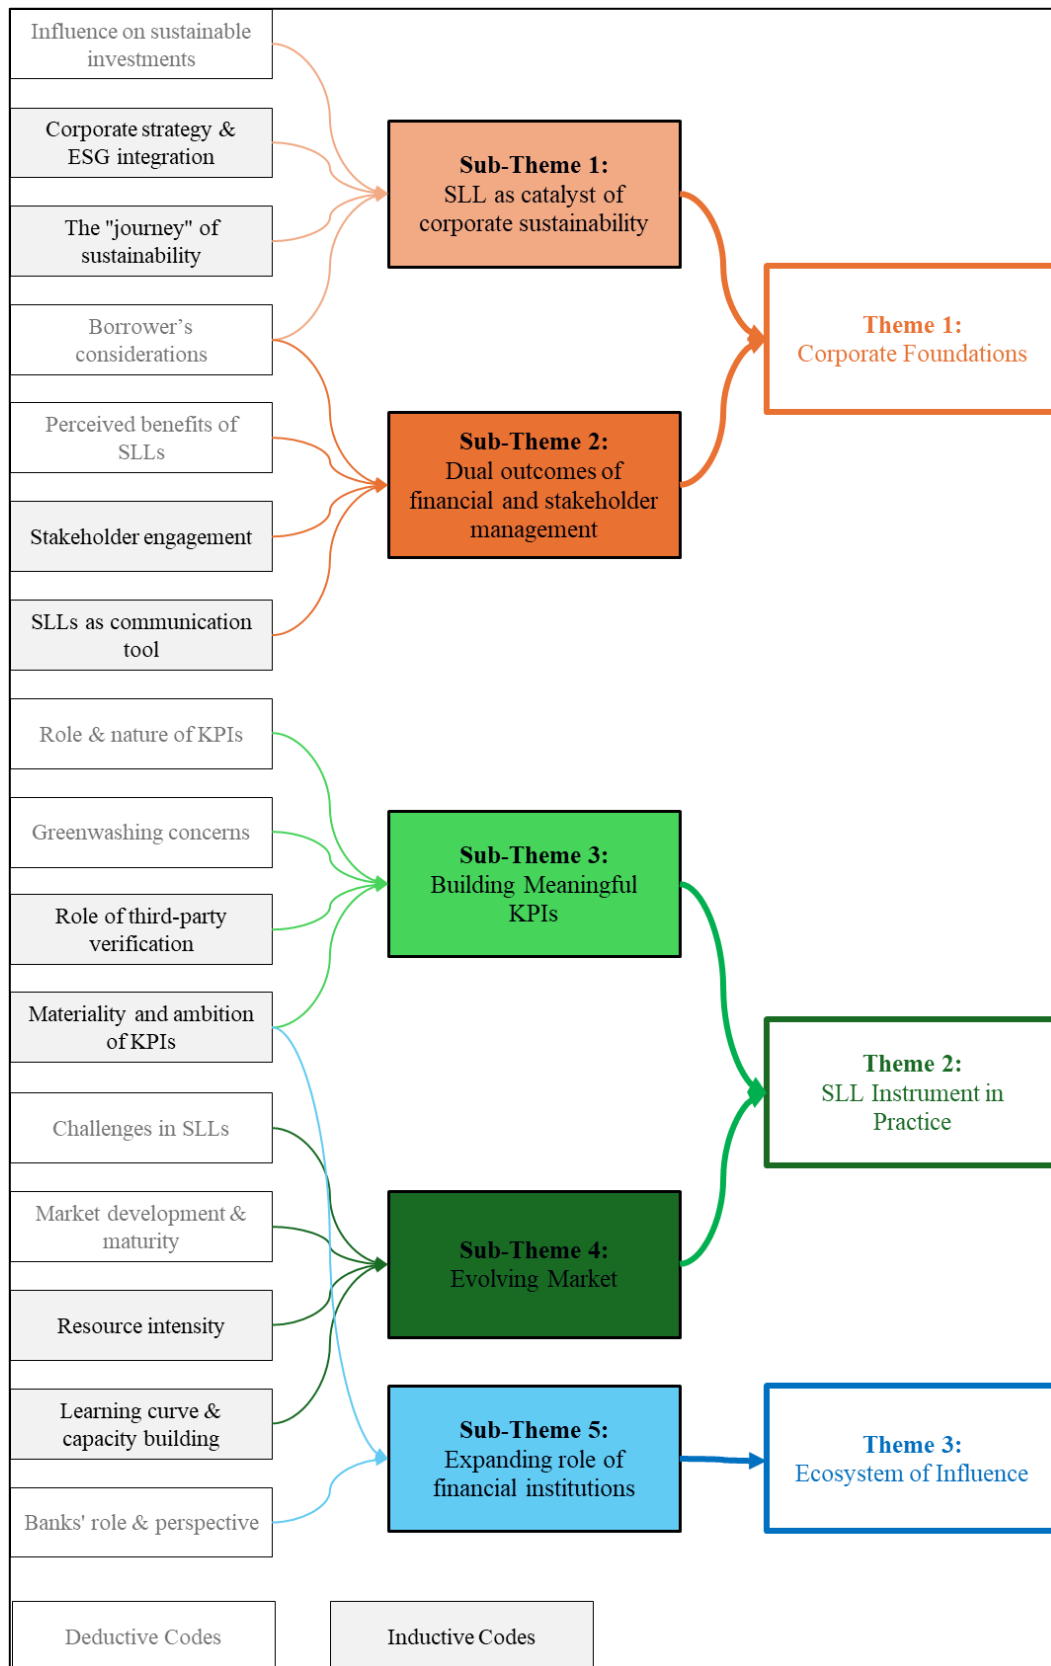 Influence on sustainable
investments
Corporate strategy &
ESG integration
The "journey" of
sustainability
Borrower’s
considerations
Perceived benefits of
SLLs
Stakeholder engagement
SLLs as communication
tool
Role & nature of KPIs
Greenwashing concerns
Role of third-party
verification
Materiality and ambition
of KPIs
Challenges in SLLs
Market development &
maturity
Resource intensity
Learning curve &
capacity building
Banks' role & perspective
Sub-Theme 1:
SLL as catalyst of
corporate sustainability
Sub-Theme 2:
Dual outcomes of
financial and stakeholder
management
Sub-Theme 3:
Building Meaningful
KPIs
Sub-Theme 4:
Evolving Market
Sub-Theme 5:
Expanding role of
financial institutions
Theme 1:
Corporate Foundations
Theme 2:
SLL Instrument in
Practice
Theme 3:
Ecosystem of Influence
Deductive Codes
Inductive Codes